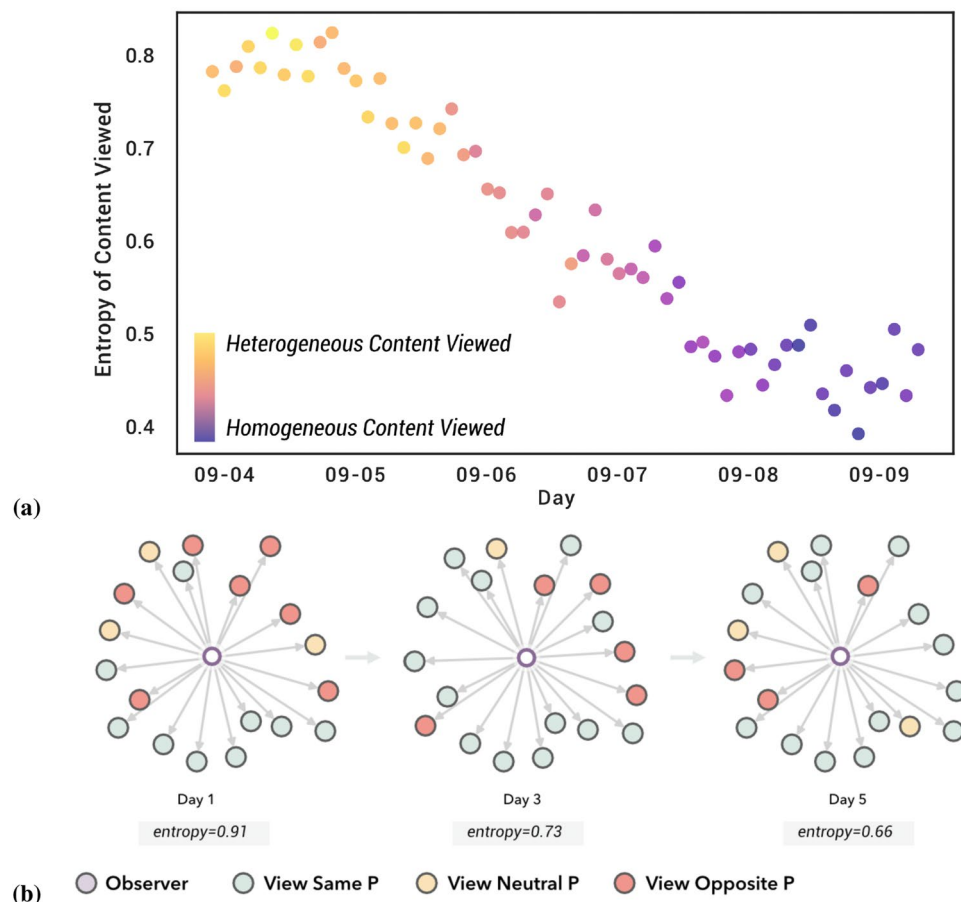 Entropy of Content Viewed
0.8
0.7
0.6
0.5
0.4
Heterogeneous Content Viewed
Homogeneous Content Viewed
09-04 09-05 09-06 09-07 09-08 09-09
Day
(a)
Day 1 Day 3 Day 5
entropy=0.91 entropy=0.73 entropy=0.66
(b) Observer View Same P View Neutral P View Opposite P